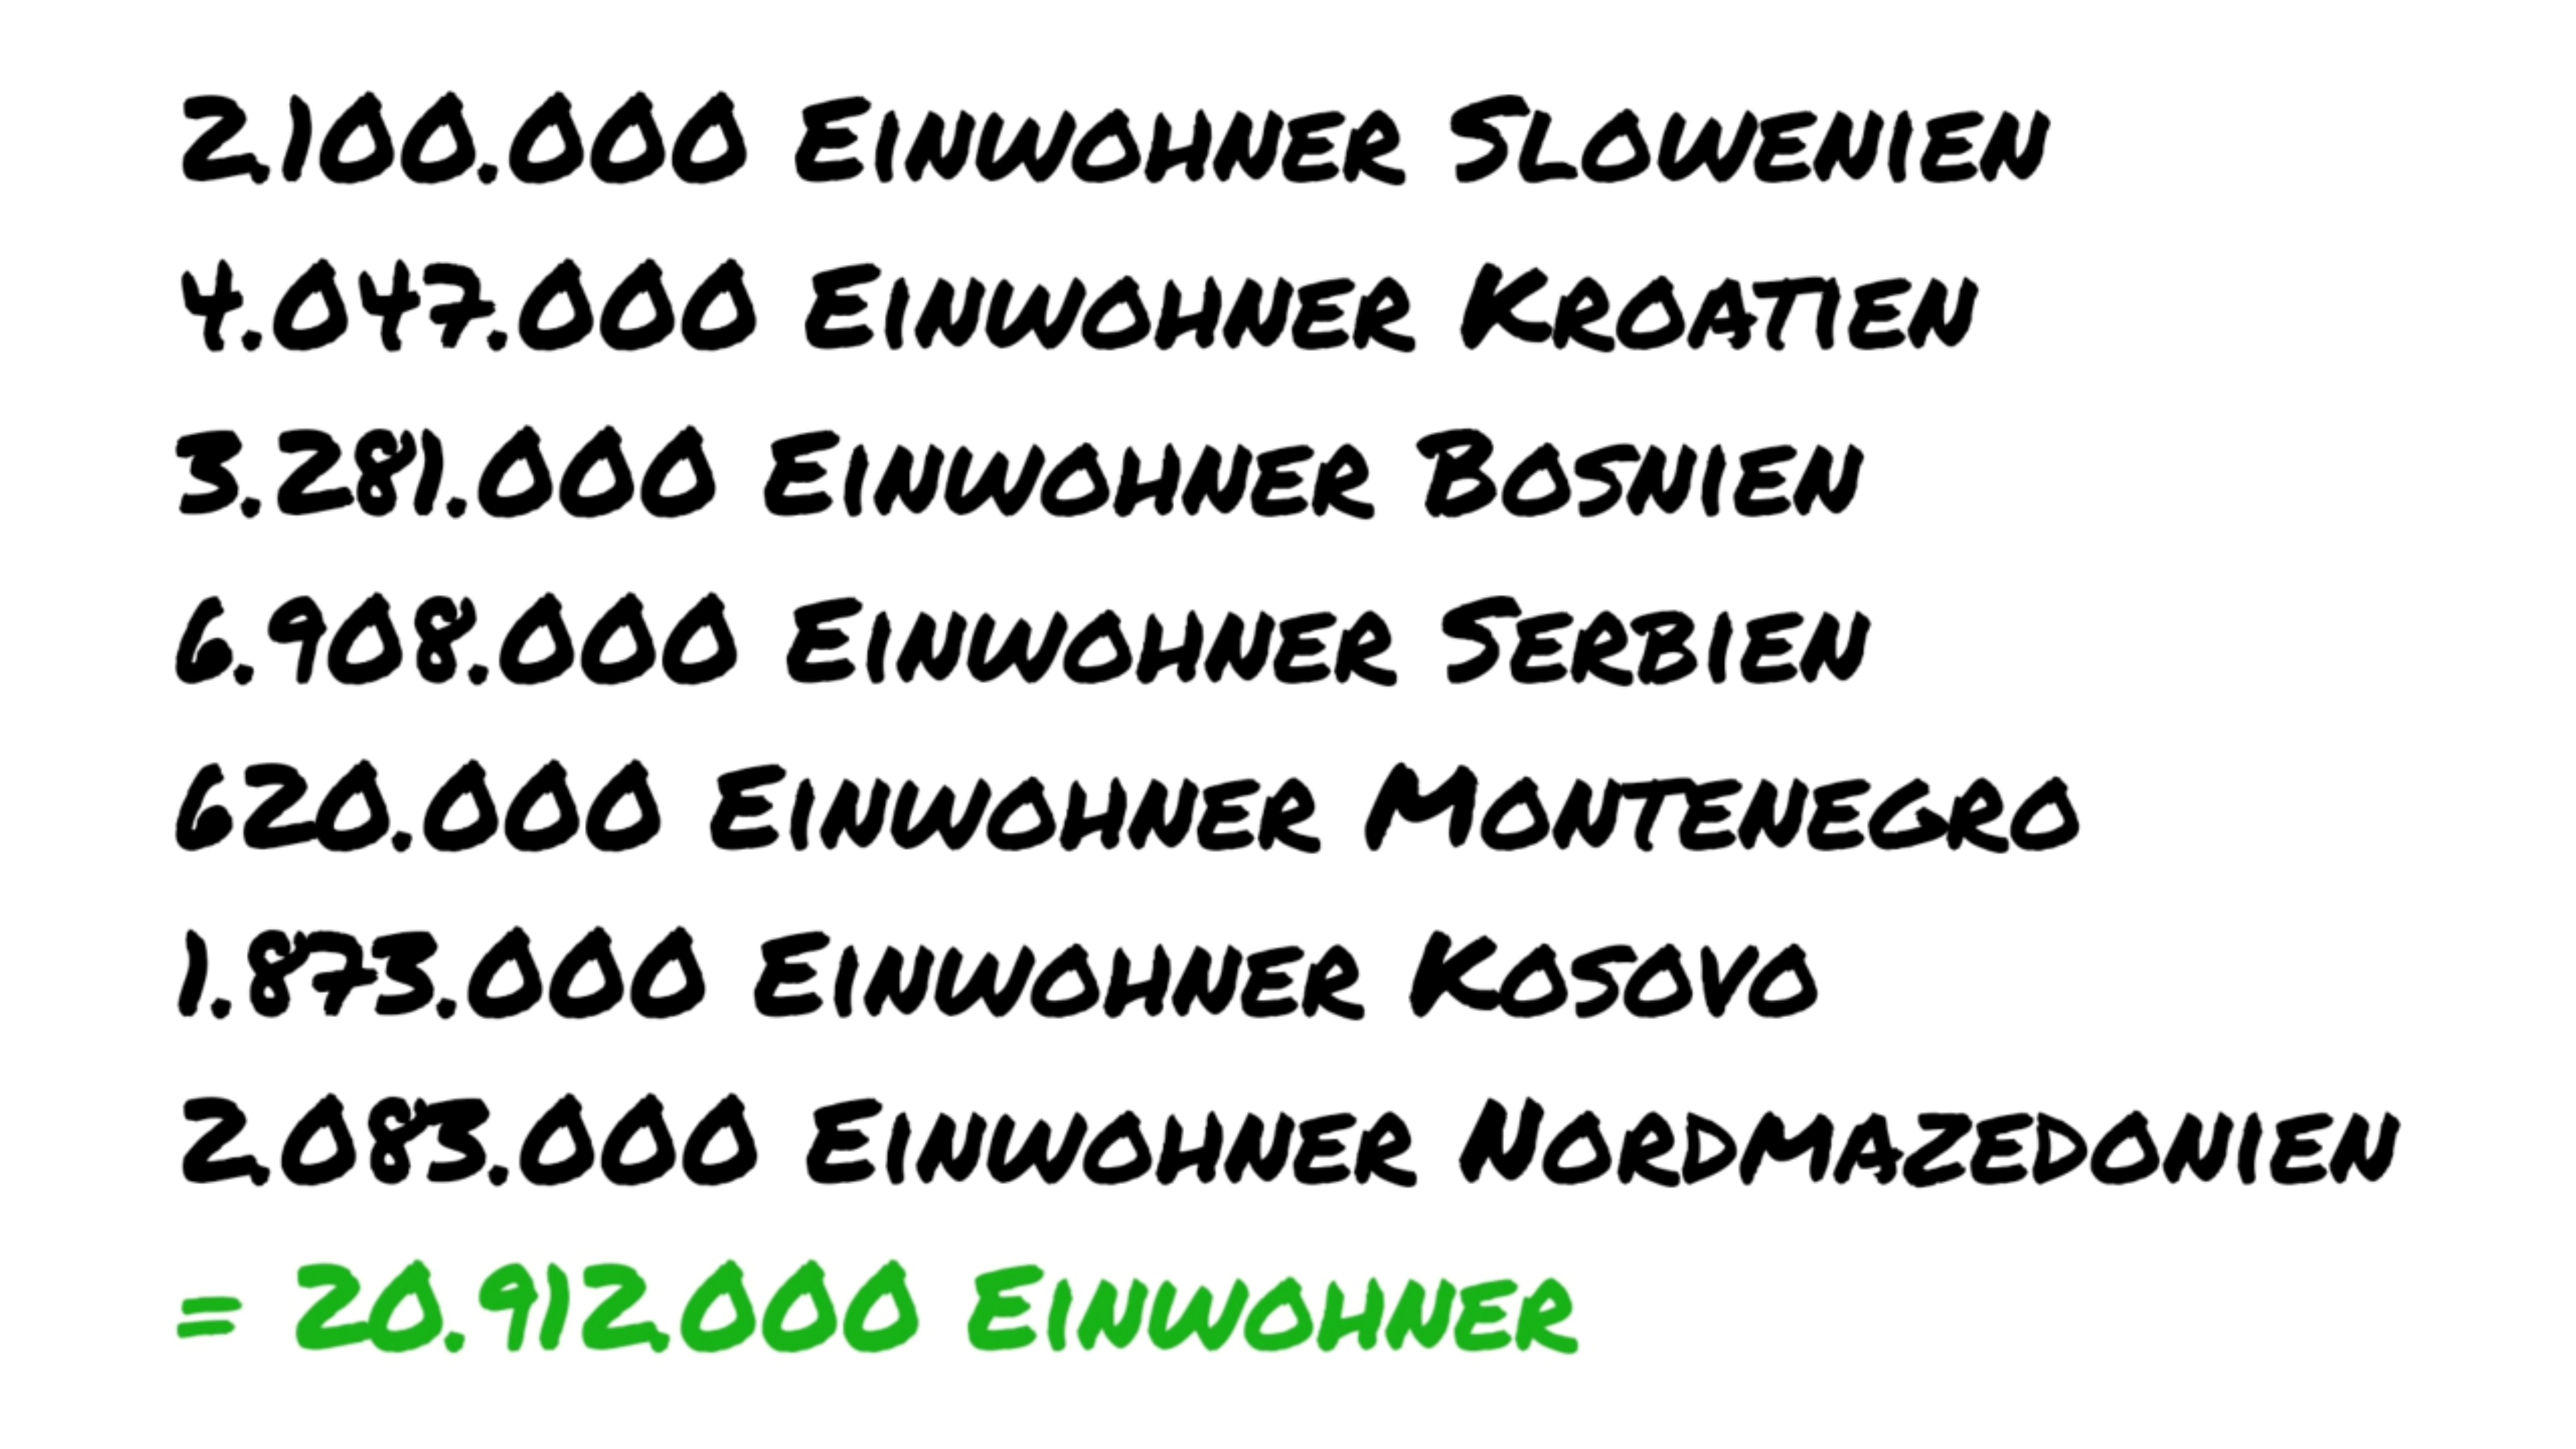 2.100.000 Einwohner Slowenien
4.047.000 Einwohner Kroatien
3.281.000 Einwohner Bosnien
6.908.000 Einwohner Serbien
620.000 Einwohner Montenegro
1.873.000 Einwohner Kosovo
2.083.000 Einwohner Nordmazedonien
= 20.912.000 Einwohner